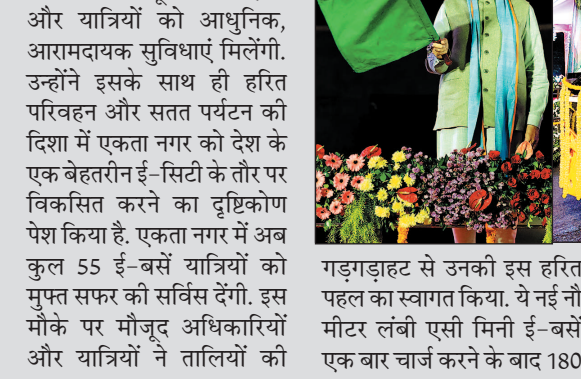 और यात्रियों को आधुनिक,
आरामदायक सुविधाएं मिलेंगी.
उन्होंने इसके साथ ही हरित
परिवहन और सतत पर्यटन की
दिशा में एकता नगर को देश के
एक बेहतरीन ई-सिटी के तौर पर
विकसित करने का दृष्टिकोण
पेश किया है. एकता नगर में अब
कुल 55 ई-बसें यात्रियों को
मुफ्त सफर की सर्विस देंगी. इस
मौके पर मौजूद अधिकारियों
और यात्रियों ने तालियों की
गड़गड़ाहट से उनकी इस हरित
पहल का स्वागत किया. ये नई नौ
मीटर लंबी एसी मिनी ई-बसें
एक बार चार्ज करने के बाद 180